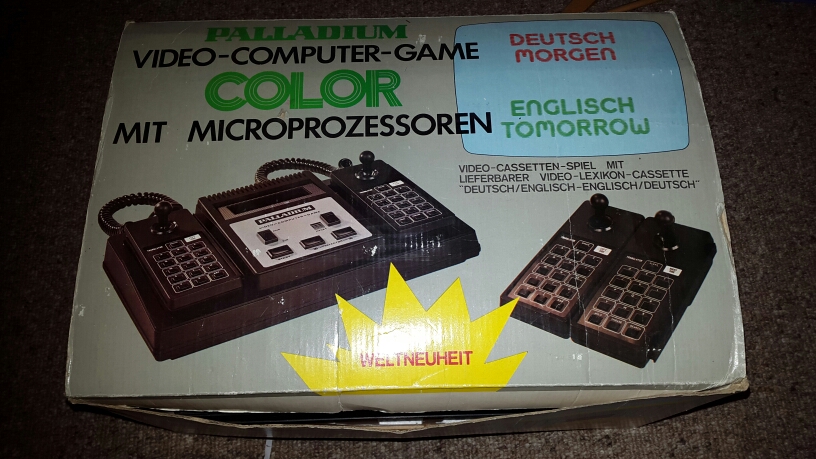 PALLADIUM
VIDEO-COMPUTER-GAME
COLOR
MIT MICROPROZESSOREN
DEUTSCH
MORGEN
ENGLISCH
TOMORROW
VIDEO-CASSETTEN-SPIEL MIT
LIEFERBARER VIDEO-LEXIKON-CASSETTE
"DEUTSCH/ENGLISCH-ENGLISCH/DEUTSCH"
PALLADIUM
WELTNEUHEIT